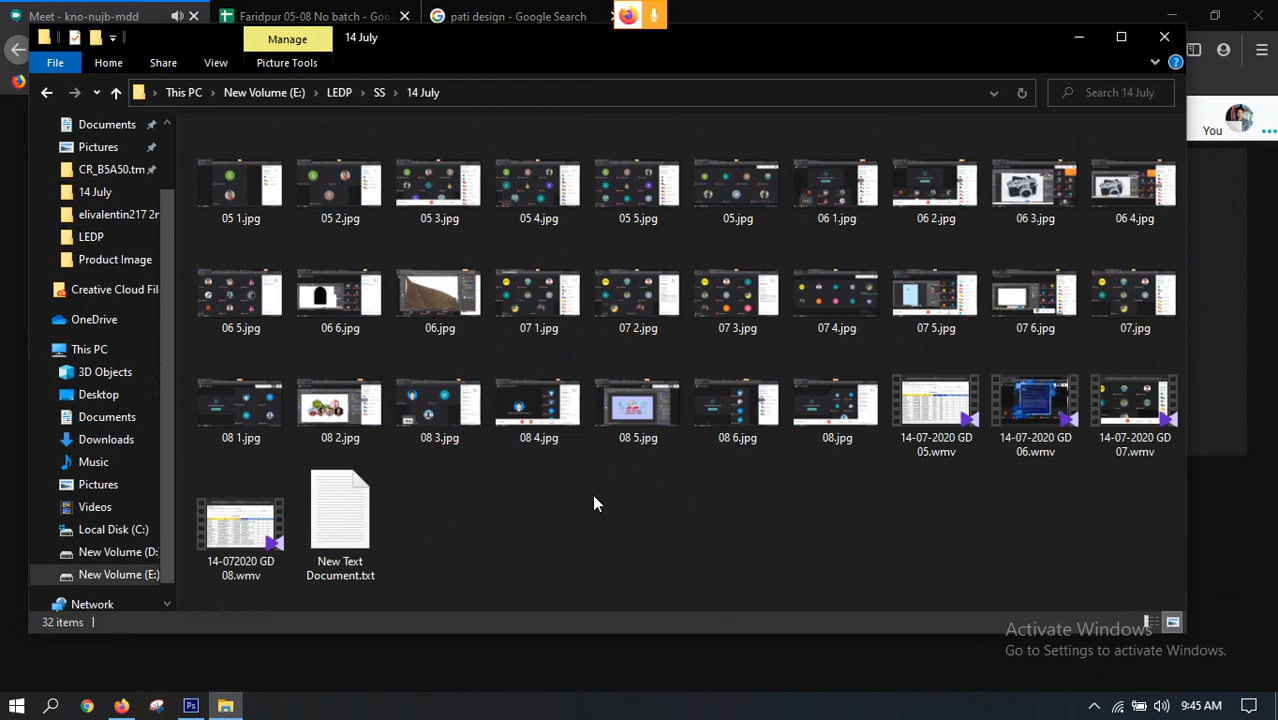 Meet - kno-nujb-mdd
Faridpur 05-08 No batch - Goo
pati design - Google Search
Manage
14 July
File
Home
Share
View
Picture Tools
This PC > New Volume (E:) > LEDP > SS > 14 July
Search 14 July
You
Documents
Pictures
CR_B5A50.tm
14 July
elivalentin217 2n
LEDP
Product Image
Creative Cloud Fil
OneDrive
This PC
3D Objects
Desktop
Documents
Downloads
Music
Pictures
Videos
Local Disk (C:)
New Volume (D:
New Volume (E:)
Network
05 1.jpg
05 2.jpg
05 3.jpg
05 4.jpg
05 5.jpg
05.jpg
06 1.jpg
06 2.jpg
06 3.jpg
06 4.jpg
06 5.jpg
06 6.jpg
06.jpg
07 1.jpg
07 2.jpg
07 3.jpg
07 4.jpg
07 5.jpg
07 6.jpg
07.jpg
08 1.jpg
08 2.jpg
08 3.jpg
08 4.jpg
08 5.jpg
08 6.jpg
08.jpg
14-07-2020 GD
05.wmv
14-07-2020 GD
06.wmv
14-07-2020 GD
07.wmv
14-072020 GD
08.wmv
New Text
Document.txt
32 items
Activate Windows
Go to Settings to activate Windows.
Ps
9:45 AM